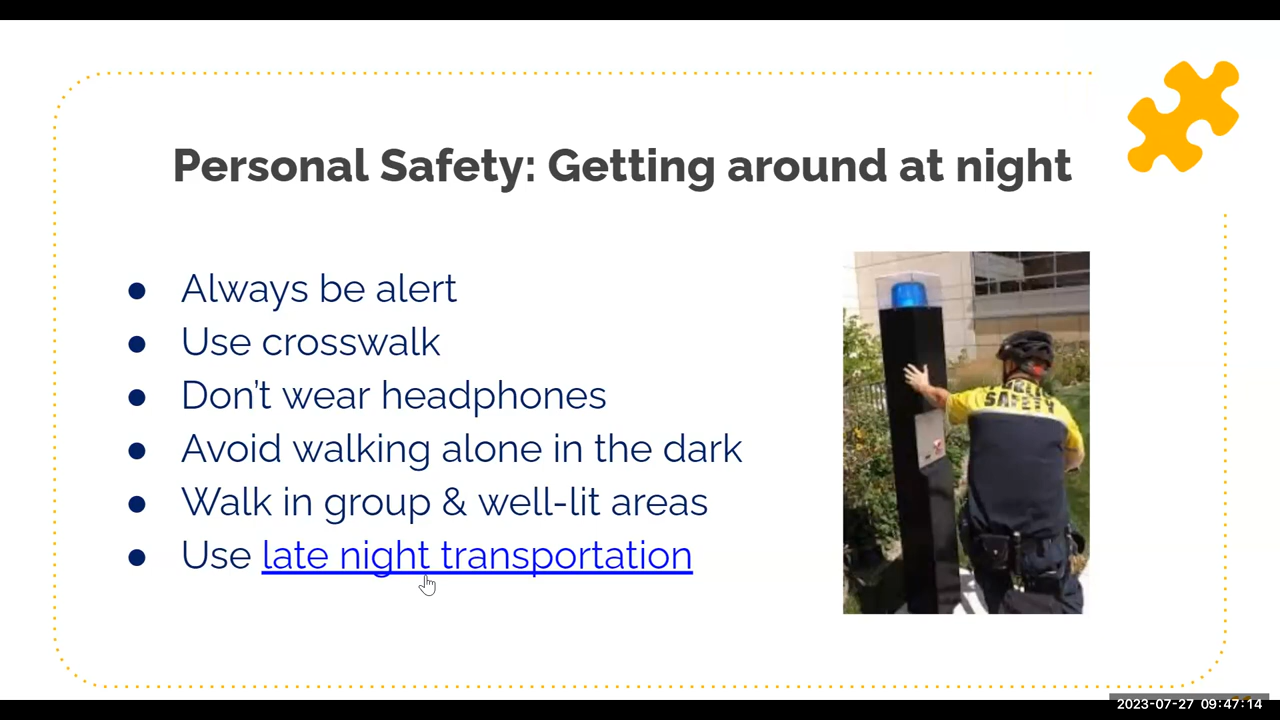 Personal Safety: Getting around at night
● Always be alert
● Use crosswalk
● Don't wear headphones
● Avoid walking alone in the dark
● Walk in group & well-lit areas
● Use late night transportation
SAFETY
2023-07-27 09:47:14